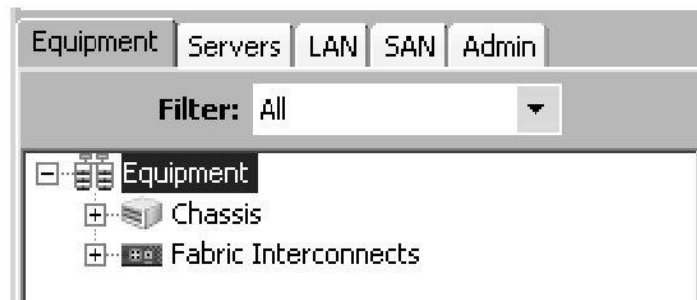 Equipment Servers LAN SAN Admin
Filter: All
Equipment
Chassis
Fabric Interconnects